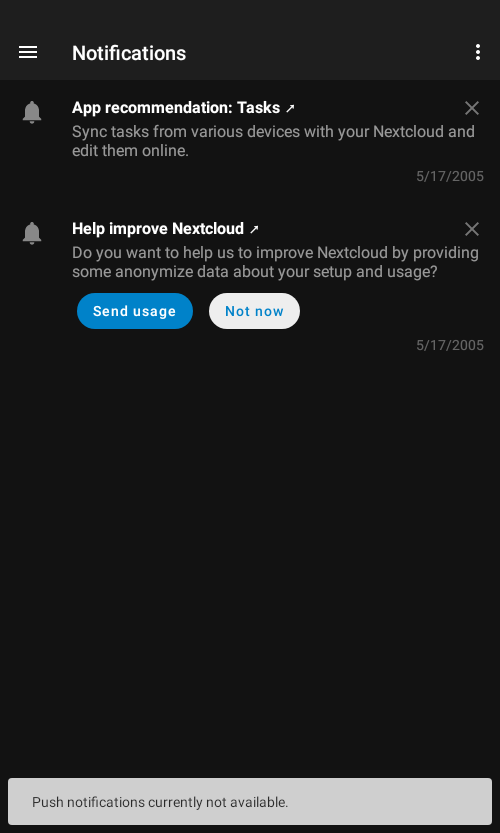 Notifications
App recommendation: Tasks ↗
Sync tasks from various devices with your Nextcloud and
edit them online.
5/17/2005
Help improve Nextcloud ↗
Do you want to help us to improve Nextcloud by providing
some anonymize data about your setup and usage?
Send usage
Not now
5/17/2005
Push notifications currently not available.